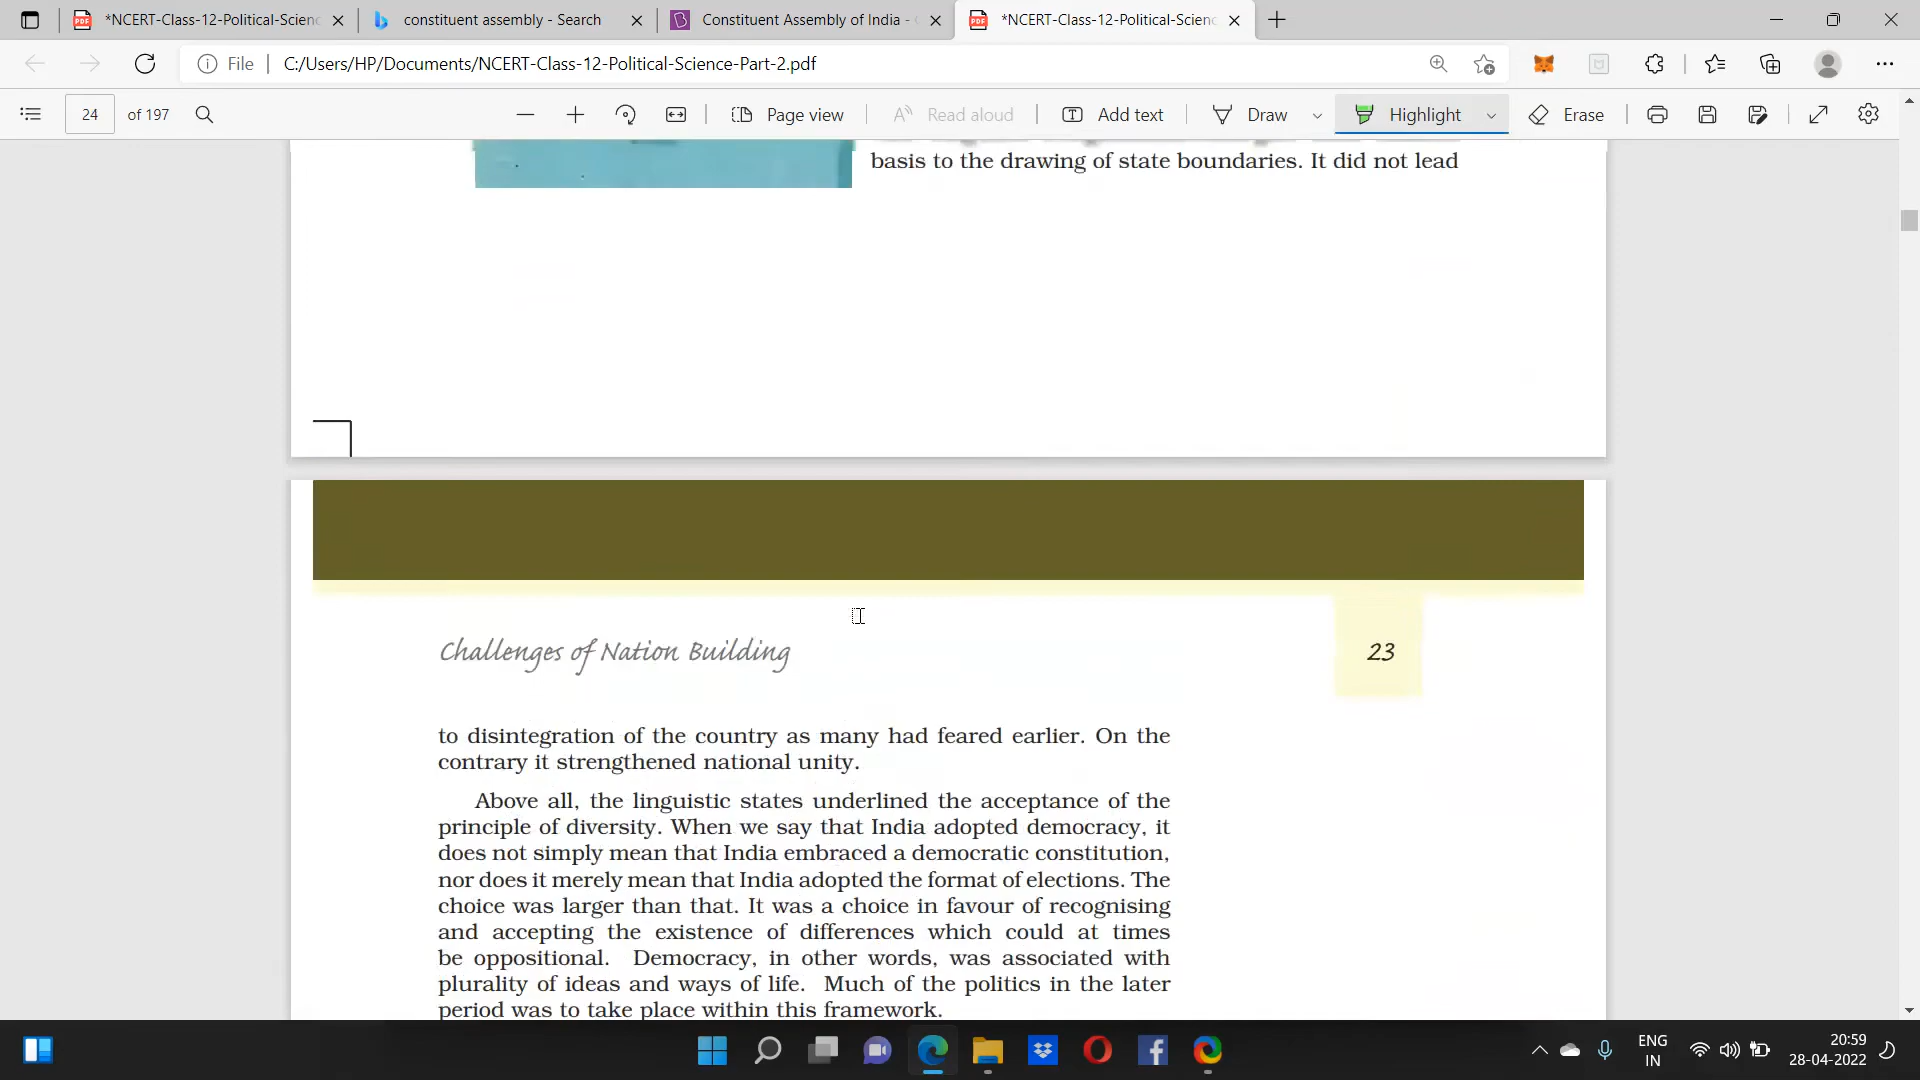 *NCERT-Class-12-Political-Scienc
constituent assembly - Search
Constituent Assembly of India -
*NCERT-Class-12-Political-Scienc
File
C:/Users/HP/Documents/NCERT-Class-12-Political-Science-Part-2.pdf
24 of 197
Page view
Read aloud
Add text
Draw
Highlight
Erase
basis to the drawing of state boundaries. It did not lead
Challenges of Nation Building
23
to disintegration of the country as many had feared earlier. On the
contrary it strengthened national unity.
Above all, the linguistic states underlined the acceptance of the
principle of diversity. When we say that India adopted democracy, it
does not simply mean that India embraced a democratic constitution,
nor does it merely mean that India adopted the format of elections. The
choice was larger than that. It was a choice in favour of recognising
and accepting the existence of differences which could at times
be oppositional. Democracy, in other words, was associated with
plurality of ideas and ways of life. Much of the politics in the later
period was to take place within this framework.
ENG
IN
20:59
28-04-2022